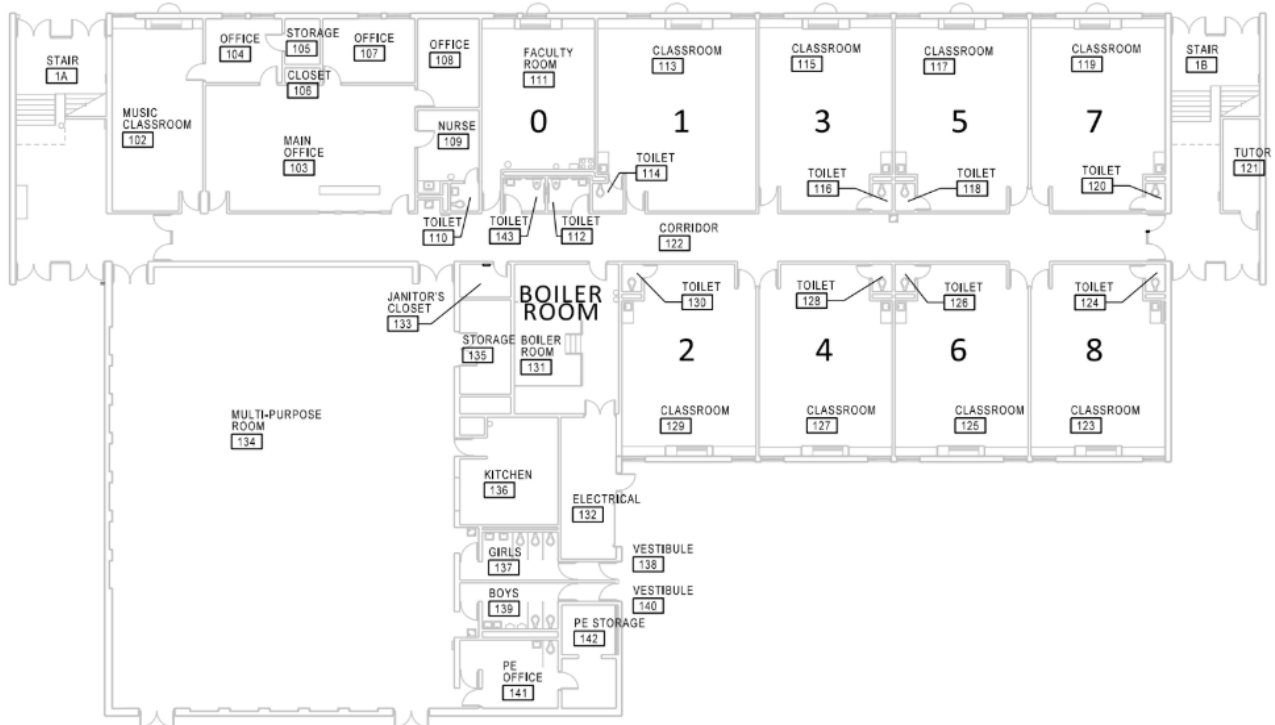 STAIR
1A
MUSIC
CLASSROOM
102
OFFICE
104
STORAGE
105
CLOSET
106
OFFICE
107
MAIN
OFFICE
103
OFFICE
108
NURSE
109
TOILET
110
FACULTY
ROOM
111
0
TOILET
143
TOILET
112
CLASSROOM
113
1
TOILET
114
CLASSROOM
115
3
TOILET
116
CLASSROOM
117
5
TOILET
118
CLASSROOM
119
7
TOILET
120
STAIR
1B
TUTOR
121
CORRIDOR
122
JANITOR'S
CLOSET
133
STORAGE
135
BOILER
ROOM
BOILER
ROOM
131
TOILET
130
2
CLASSROOM
129
TOILET
128
4
CLASSROOM
127
TOILET
126
6
CLASSROOM
125
TOILET
124
8
CLASSROOM
123
MULTI-PURPOSE
ROOM
134
KITCHEN
136
ELECTRICAL
132
GIRLS
137
VESTIBULE
138
BOYS
139
VESTIBULE
140
PE STORAGE
142
PE
OFFICE
141